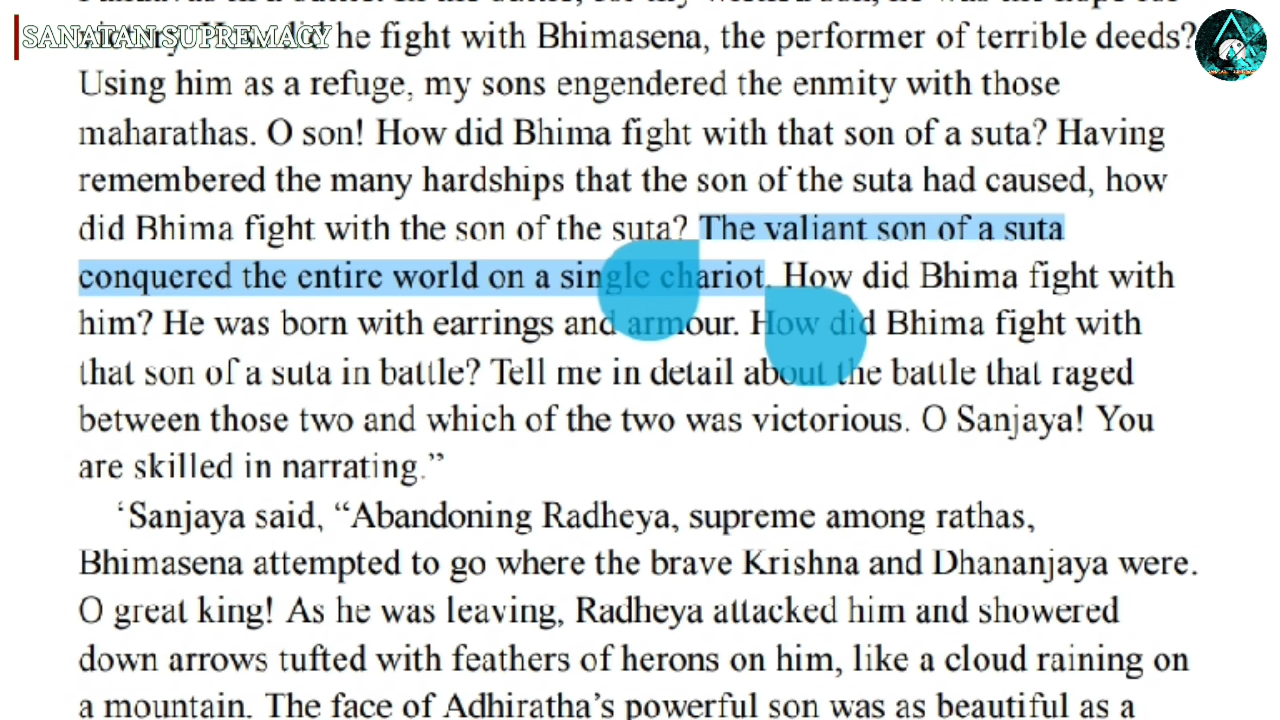 SANATAN SUPREMACY
he fight with Bhimasena, the performer of terrible deeds?
Using him as a refuge, my sons engendered the enmity with those
maharathas. O son! How did Bhima fight with that son of a suta? Having
remembered the many hardships that the son of the suta had caused, how
did Bhima fight with the son of the suta? The valiant son of a suta
conquered the entire world on a single chariot. How did Bhima fight with
him? He was born with earrings and armour. How did Bhima fight with
that son of a suta in battle? Tell me in detail about the battle that raged
between those two and which of the two was victorious. O Sanjaya! You
are skilled in narrating.”
‘Sanjaya said, “Abandoning Radheya, supreme among rathas,
Bhimasena attempted to go where the brave Krishna and Dhananjaya were.
O great king! As he was leaving, Radheya attacked him and showered
down arrows tufted with feathers of herons on him, like a cloud raining on
a mountain. The face of Adhiratha’s powerful son was as beautiful as a